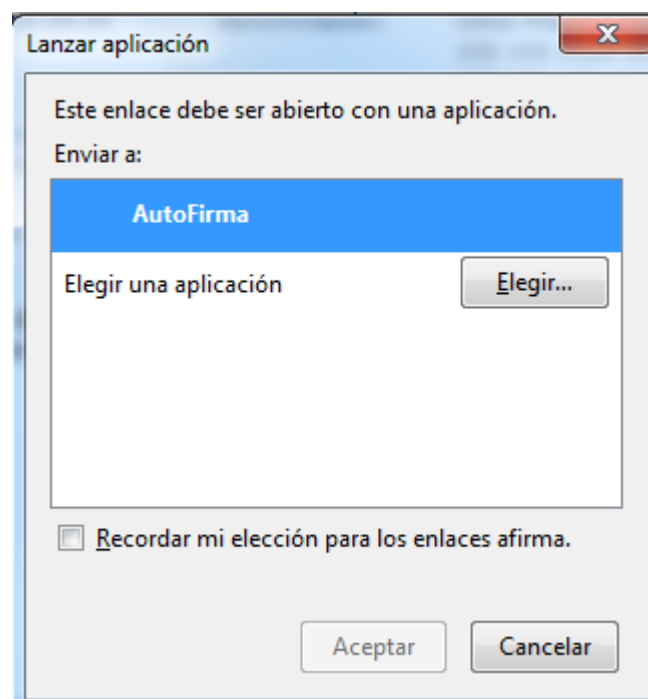 Lanzar aplicación
Este enlace debe ser abierto con una aplicación.
Enviar a:
AutoFirma
Elegir una aplicación
Elegir...
Recordar mi elección para los enlaces afirma.
Aceptar
Cancelar